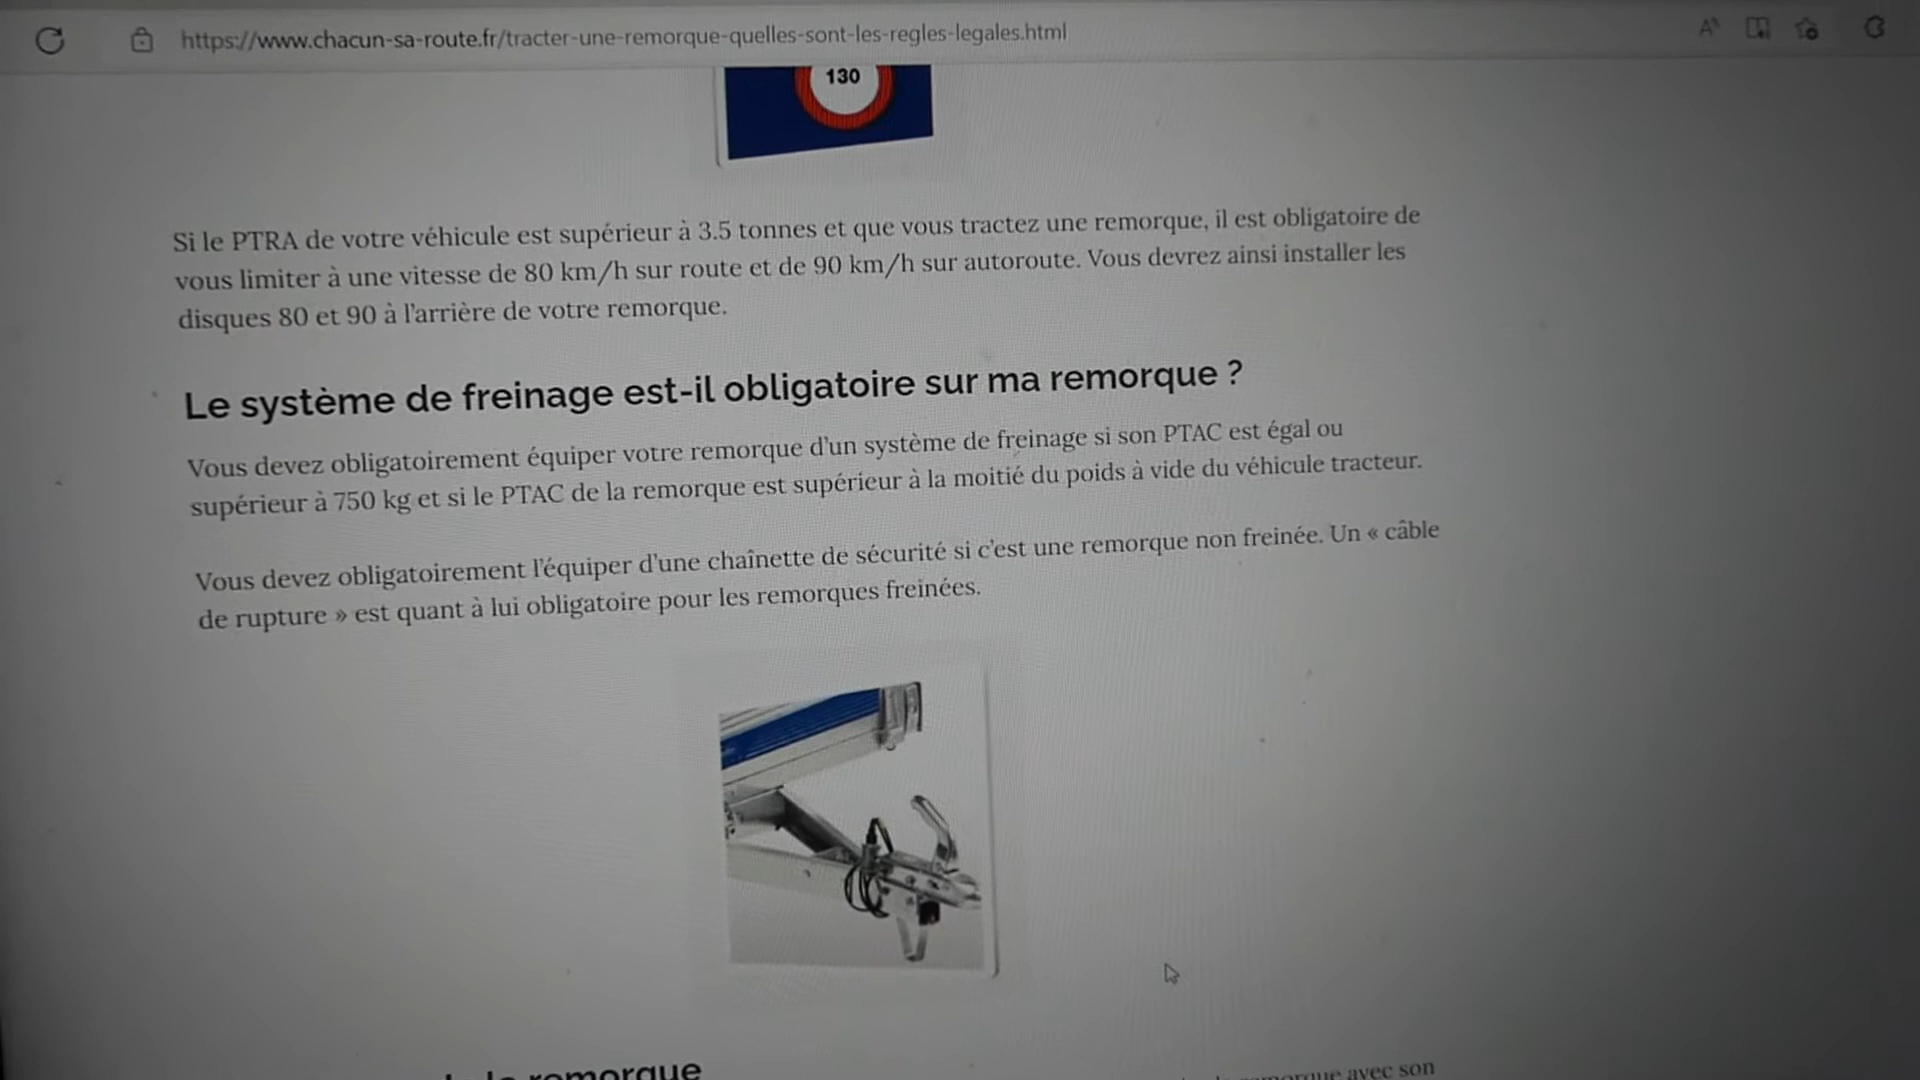 https://www.chacun-sa-route.fr/tracter-une-remorque-quelles-sont-les-regles-legales.html
130
Si le PTRA de votre véhicule est supérieur à 3.5 tonnes et que vous tractez une remorque, il est obligatoire de
vous limiter à une vitesse de 80 km/h sur route et de 90 km/h sur autoroute. Vous devrez ainsi installer les
disques 80 et 90 à l'arrière de votre remorque.
Le système de freinage est-il obligatoire sur ma remorque ?
Vous devez obligatoirement équiper votre remorque d'un système de freinage si son PTAC est égal ou
supérieur à 750 kg et si le PTAC de la remorque est supérieur à la moitié du poids à vide du véhicule tracteur.
Vous devez obligatoirement l'équiper d'une chaînette de sécurité si c'est une remorque non freinée. Un « câble
de rupture » est quant à lui obligatoire pour les remorques freinées.
remorque
remorque avec son